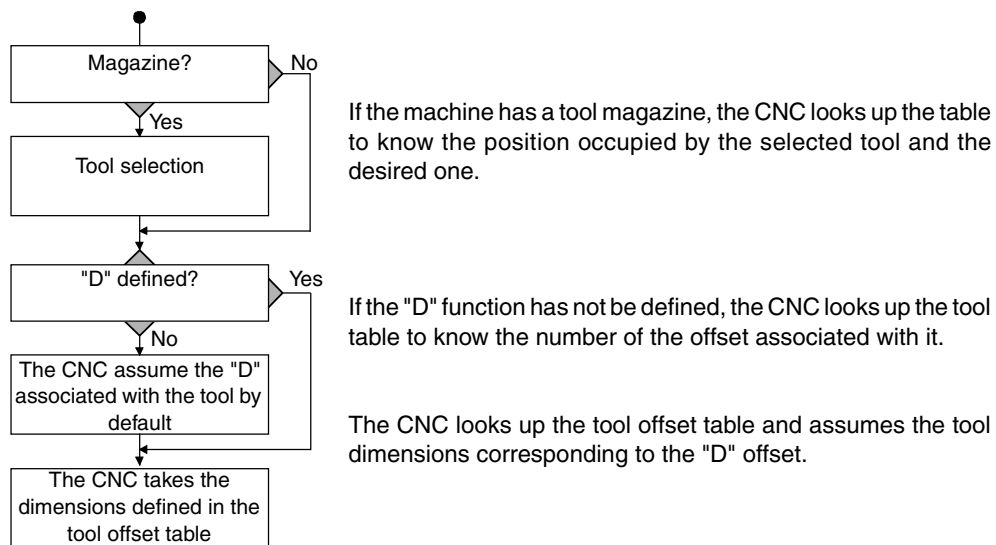 Magazine?
No
Yes
Tool selection
If the machine has a tool magazine, the CNC looks up the table
to know the position occupied by the selected tool and the
desired one.
"D" defined?
Yes
No
If the "D" function has not be defined, the CNC looks up the tool
table to know the number of the offset associated with it.
The CNC assume the "D"
associated with the tool by
default
The CNC looks up the tool offset table and assumes the tool
dimensions corresponding to the "D" offset.
The CNC takes the
dimensions defined in the
tool offset table